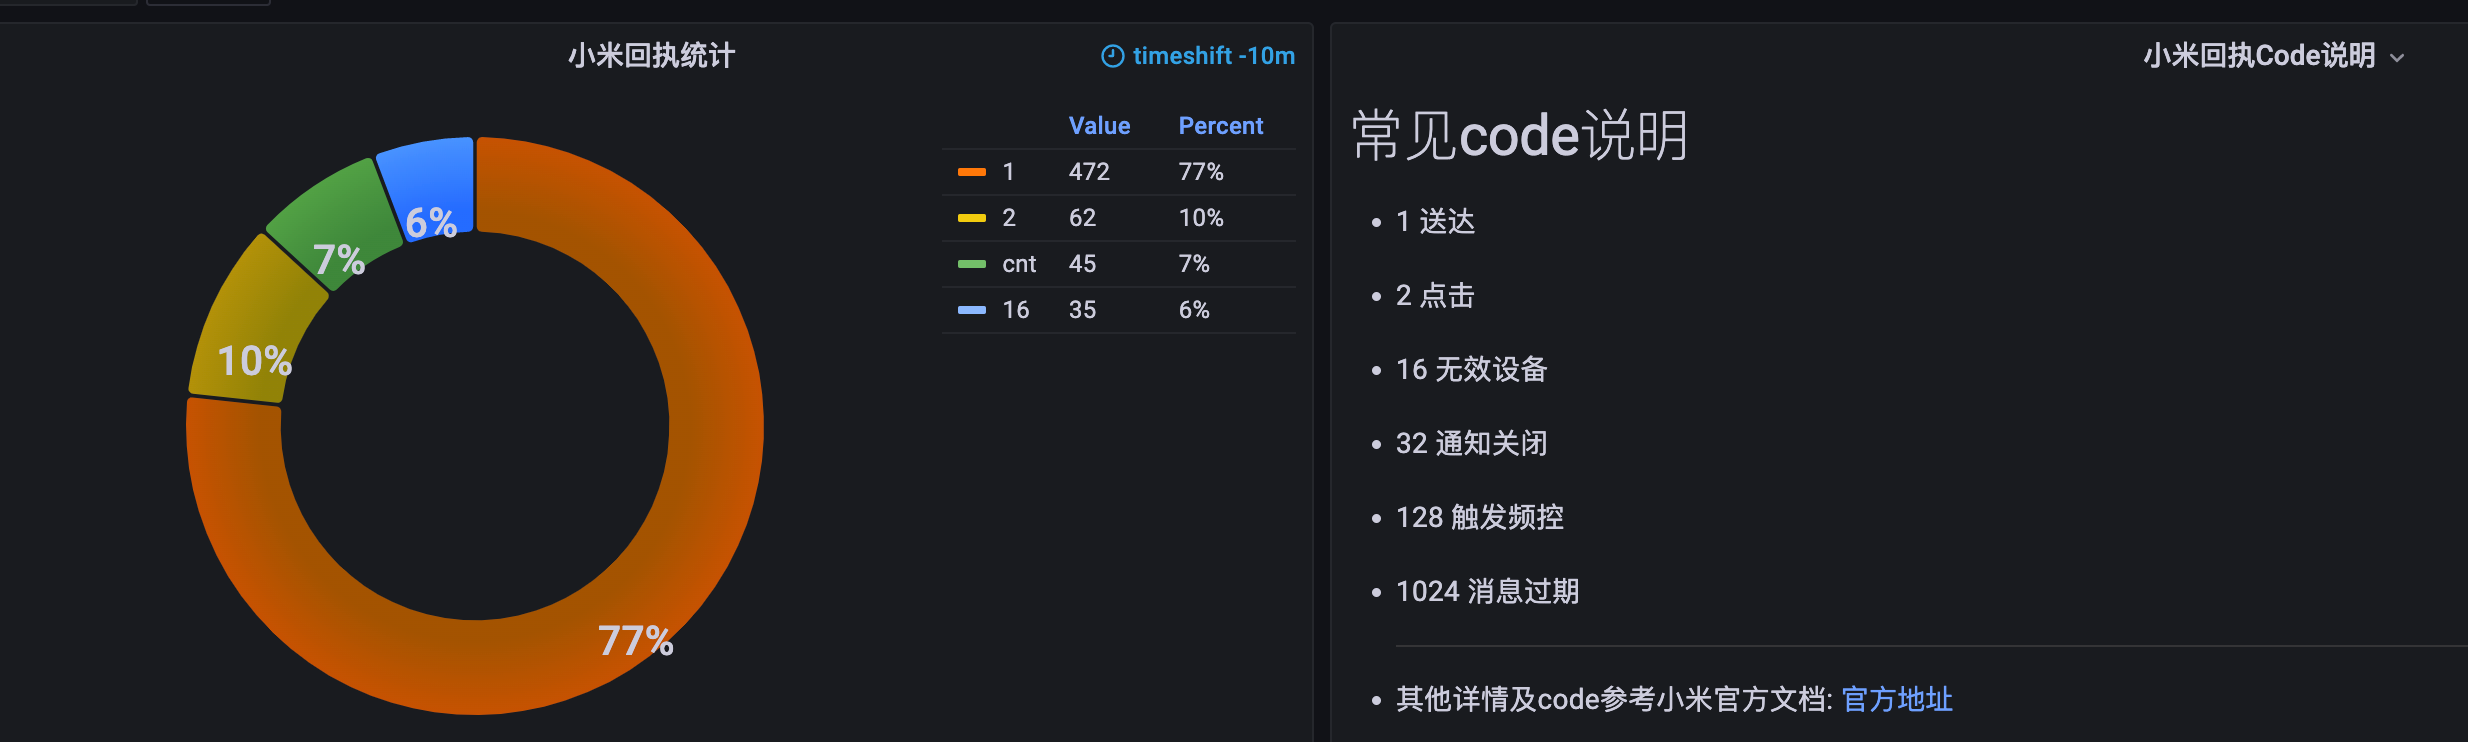 小米回执统计
timeshift -10m
Value Percent
1 472 77%
2 62 10%
cnt 45 7%
16 35 6%
6%
7%
10%
77%
小米回执Code说明
常见code说明
1 送达
2 点击
16 无效设备
32 通知关闭
128 触发频控
1024 消息过期
其他详情及code参考小米官方文档: 官方地址